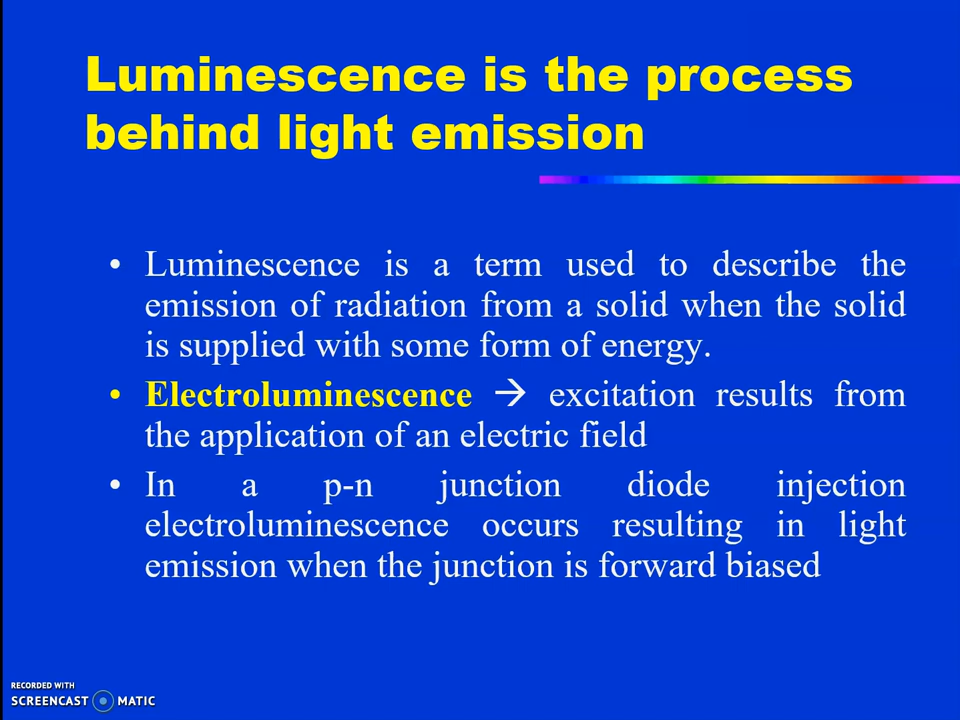 Luminescence is the process
behind light emission
• Luminescence is a term used to describe the
emission of radiation from a solid when the solid
is supplied with some form of energy.
• Electroluminescence → excitation results from
the application of an electric field
• In a p-n junction diode injection
electroluminescence occurs resulting in light
emission when the junction is forward biased
RECORDED WITH
SCREENCAST MATIC